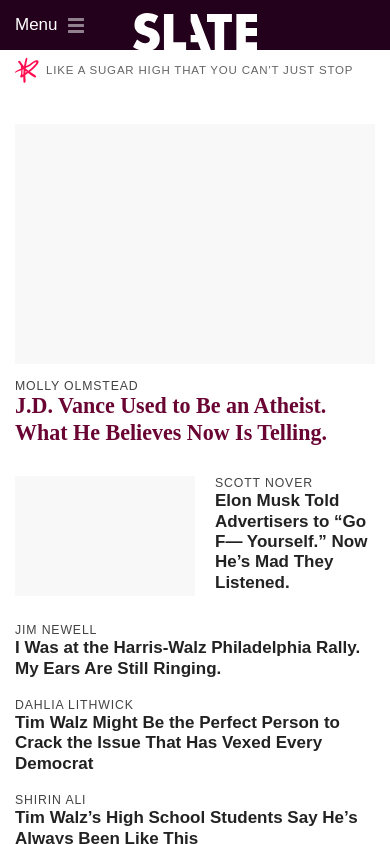 Menu
SLATE
LIKE A SUGAR HIGH THAT YOU CAN'T JUST STOP
MOLLY OLMSTEAD
J.D. Vance Used to Be an Atheist.
What He Believes Now Is Telling.
SCOTT NOVER
Elon Musk Told
Advertisers to “Go
F— Yourself.” Now
He’s Mad They
Listened.
JIM NEWELL
I Was at the Harris-Walz Philadelphia Rally.
My Ears Are Still Ringing.
DAHLIA LITHWICK
Tim Walz Might Be the Perfect Person to
Crack the Issue That Has Vexed Every
Democrat
SHIRIN ALI
Tim Walz’s High School Students Say He’s
Always Been Like This